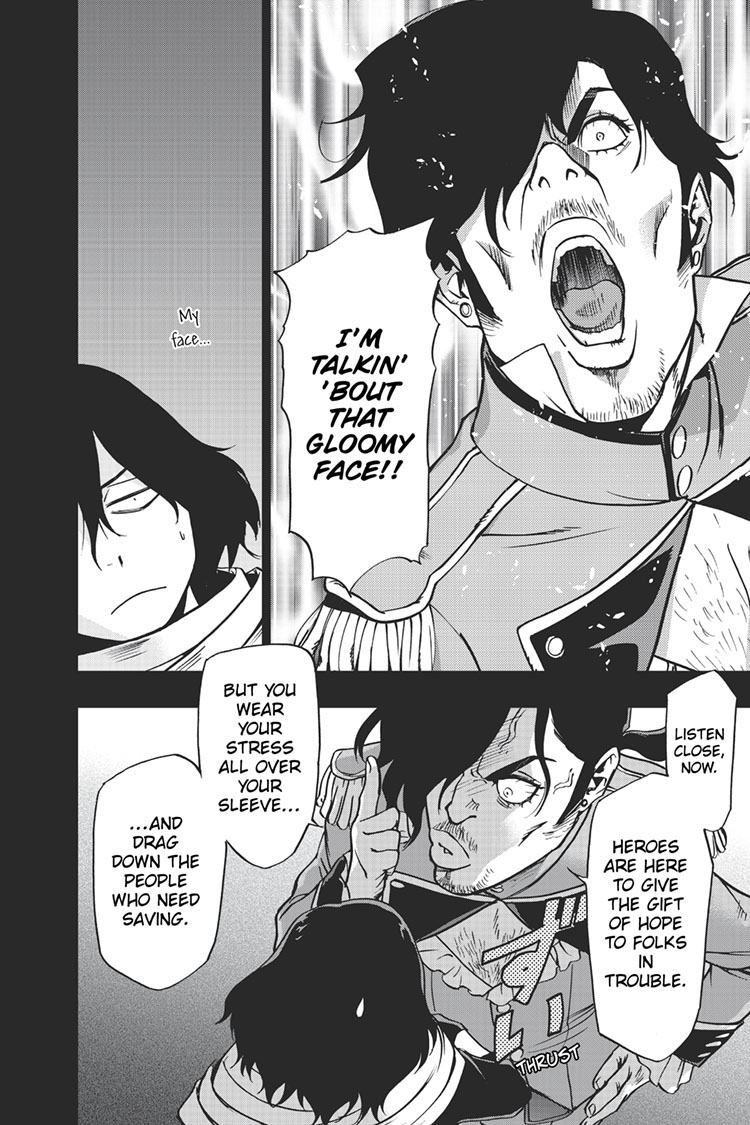 I'M
TALKIN'
'BOUT
THAT
GLOOMY
FACE!!
My
face...
LISTEN
CLOSE,
NOW.
HEROES
ARE HERE
TO GIVE
THE GIFT
OF HOPE
TO FOLKS
IN
TROUBLE.
BUT YOU
WEAR
YOUR
STRESS
ALL OVER
YOUR
SLEEVE...
...AND
DRAG
DOWN THE
PEOPLE
WHO NEED
SAVING.
THRUST